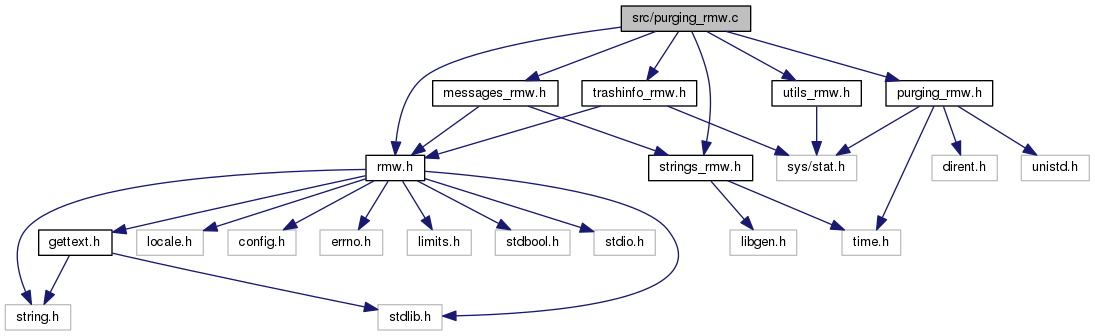 src/purging_rmw.c
messages_rmw.h
trashinfo_rmw.h
utils_rmw.h
purging_rmw.h
rmw.h
strings_rmw.h
sys/stat.h
dirent.h
unistd.h
gettext.h
locale.h
config.h
errno.h
limits.h
stdbool.h
stdio.h
libgen.h
time.h
string.h
stdlib.h